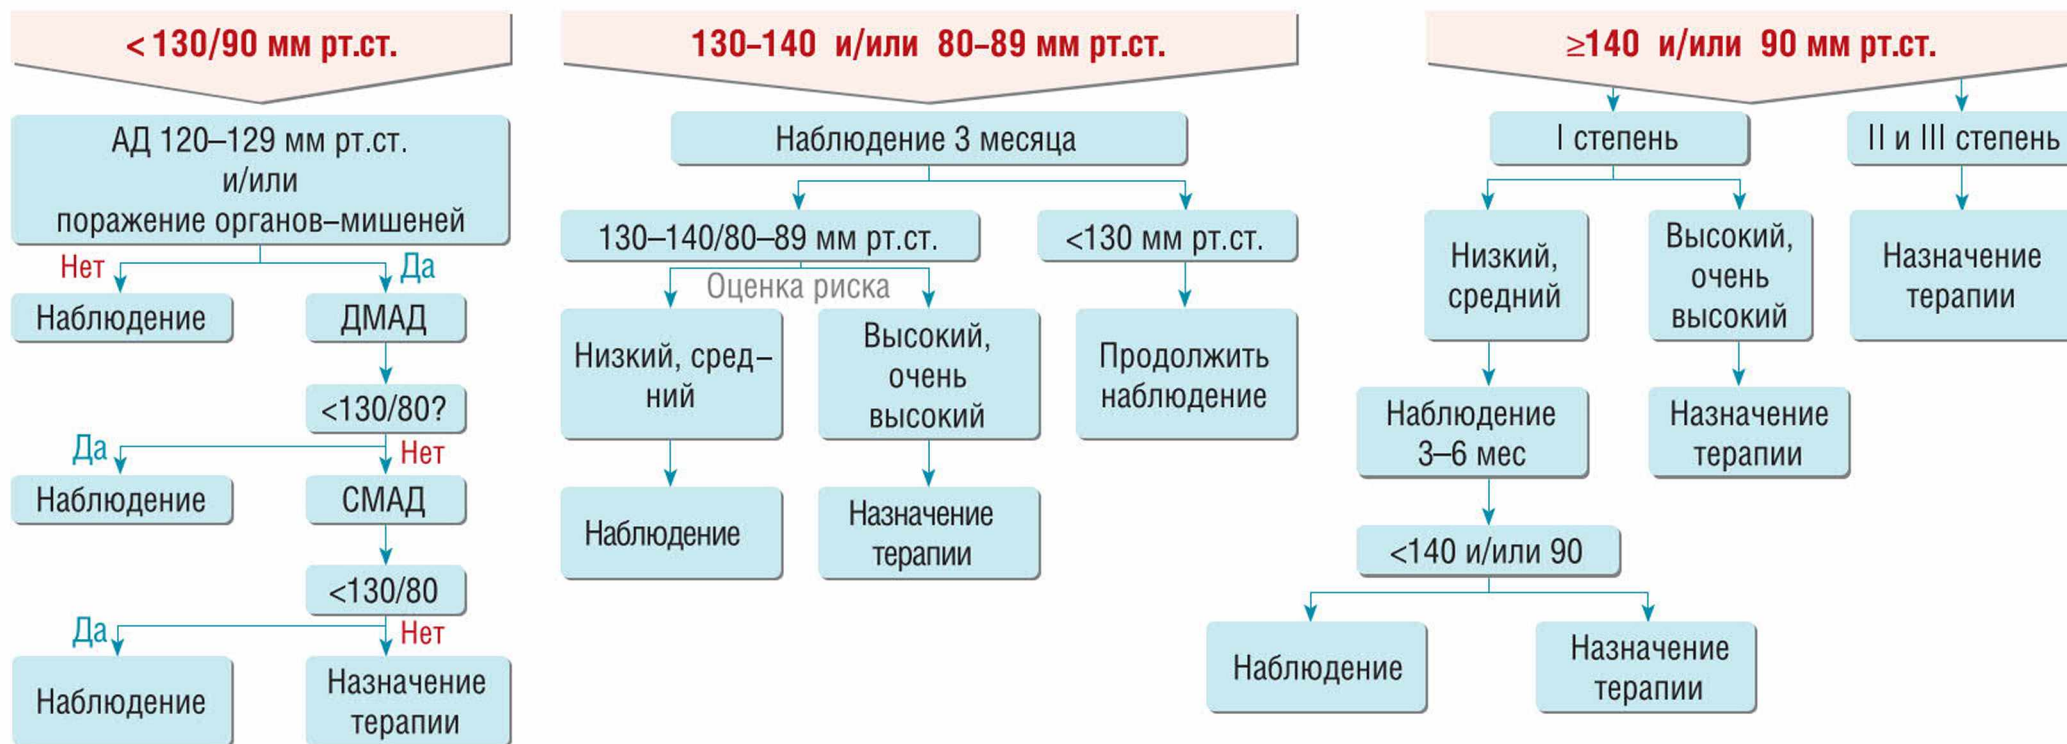 < 130/90 мм рт.ст.
АД 120–129 мм рт.ст.
и/или
поражение органов–мишеней
Нет
Да
Наблюдение
ДМАД
<130/80?
Да
Нет
Наблюдение
СМАД
<130/80
Да
Нет
Наблюдение
Назначение
терапии
130–140 и/или 80–89 мм рт.ст.
Наблюдение 3 месяца
130–140/80–89 мм рт.ст.
<130 мм рт.ст.
Оценка риска
Низкий, сред–
ний
Высокий,
очень
высокий
Продолжить
наблюдение
Наблюдение
Назначение
терапии
≥140 и/или 90 мм рт.ст.
I степень
II и III степень
Низкий,
средний
Высокий,
очень
высокий
Назначение
терапии
Наблюдение
3–6 мес
Назначение
терапии
<140 и/или 90
Наблюдение
Назначение
терапии